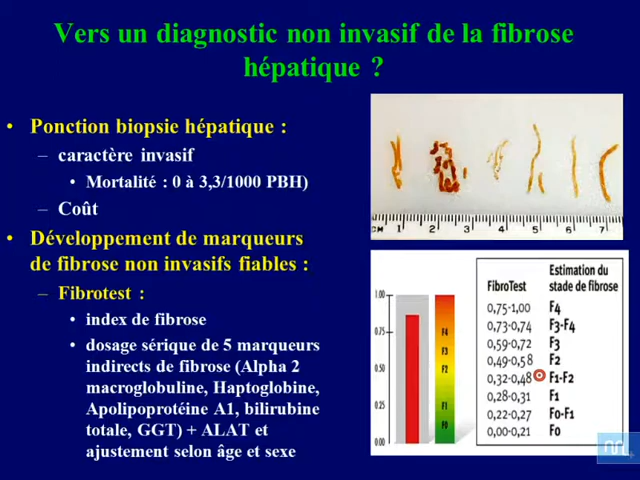 Vers un diagnostic non invasif de la fibrose
hépatique ?
• Ponction biopsie hépatique :
– caractère invasif
• Mortalité : 0 à 3,3/1000 PBH)
– Coût
• Développement de marqueurs
de fibrose non invasifs fiables :
– Fibrotest :
• index de fibrose
• dosage sérique de 5 marqueurs
indirects de fibrose (Alpha 2
macroglobuline, Haptoglobine,
Apolipoprotéine A1, bilirubine
totale, GGT) + ALAT et
ajustement selon âge et sexe
CM 1 2 3 4 5 6 7
1.00
0.75
0.50
0.25
0.00
F4
F3
F2
F1
F0
FibroTest Estimation du
stade de fibrose
0,75-1,00 F4
0,73-0,74 F3-F4
0,59-0,72 F3
0,49-0,58 F2
0,32-0,48 F1-F2
0,28-0,31 F1
0,22-0,27 F0-F1
0,00-0,21 F0